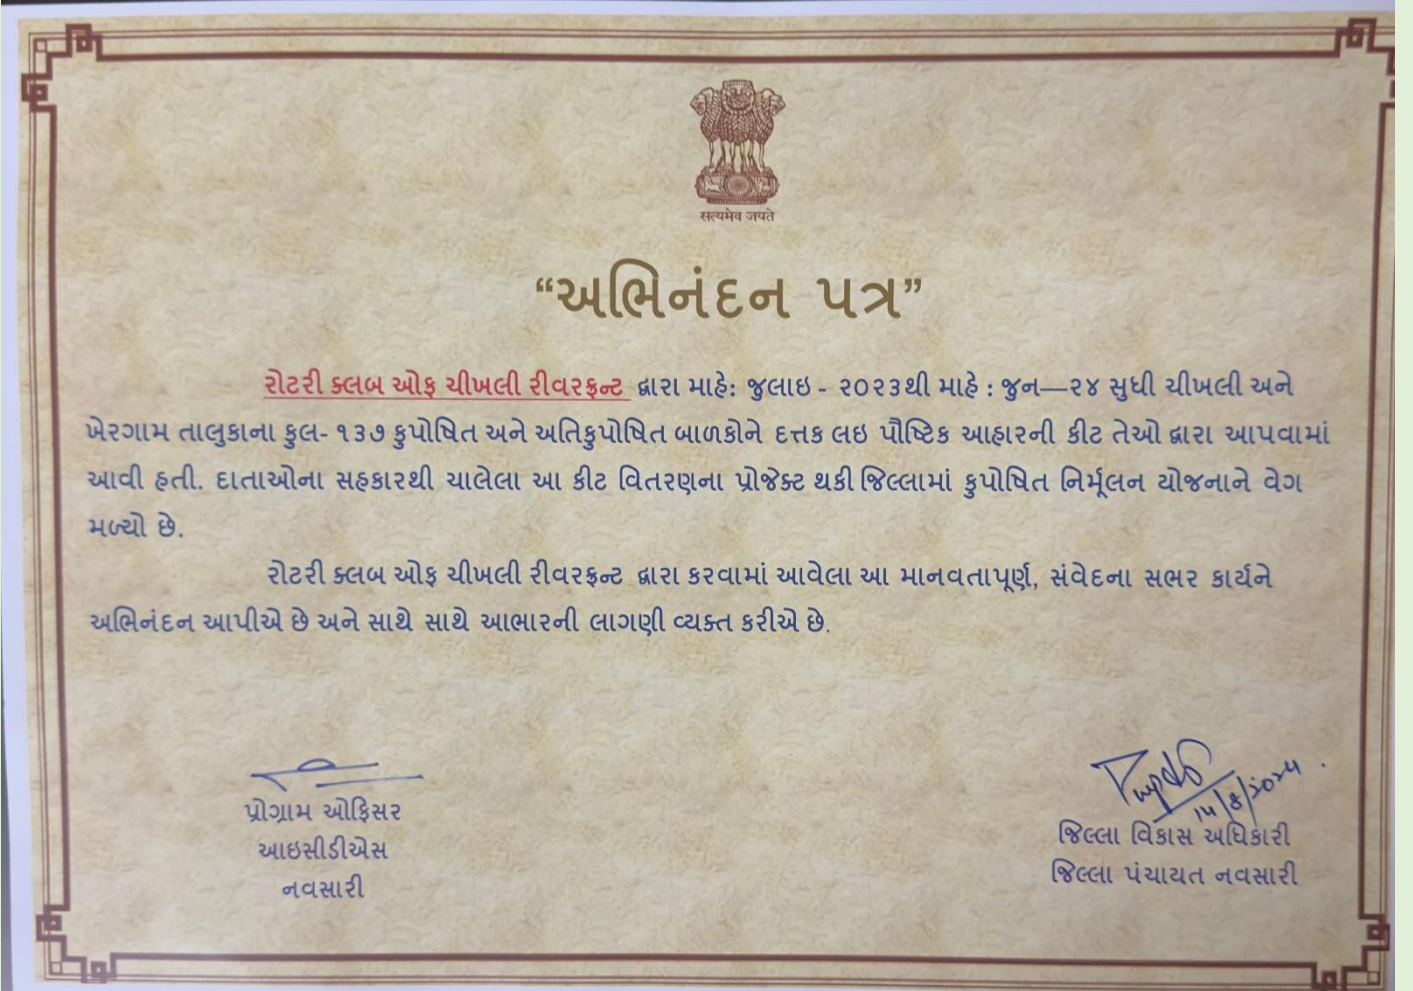 सत्यमेव जयते
“અભિનંદન પત્ર”
રોટરી ક્લબ ઓફ ચીખલી રીવરફ્રન્ટ દ્વારા માહે: જુલાઇ - ૨૦૨૩થી માહે : જુન—૨૪ સુધી ચીખલી અને
ખેરગામ તાલુકાના કુલ- ૧૩૭ કુપોષિત અને અતિકુપોષિત બાળકોને દત્તક લઇ પૌષ્ટિક આહારની કીટ તેઓ દ્વારા આપવામાં
આવી હતી. દાતાઓના સહકારથી ચાલેલા આ કીટ વિતરણના પ્રોજેક્ટ થકી જિલ્લામાં કુપોષિત નિર્મૂલન યોજનાને વેગ
મળ્યો છે.
રોટરી ક્લબ ઓફ ચીખલી રીવરફ્રન્ટ દ્વારા કરવામાં આવેલા આ માનવતાપૂર્ણ, સંવેદના સભર કાર્યને
અભિનંદન આપીએ છે અને સાથે સાથે આભારની લાગણી વ્યક્ત કરીએ છે.
પ્રોગ્રામ ઓફિસર
આઇસીડીએસ
નવસારી
જિલ્લા વિકાસ અધિકારી
જિલ્લા પંચાયત નવસારી